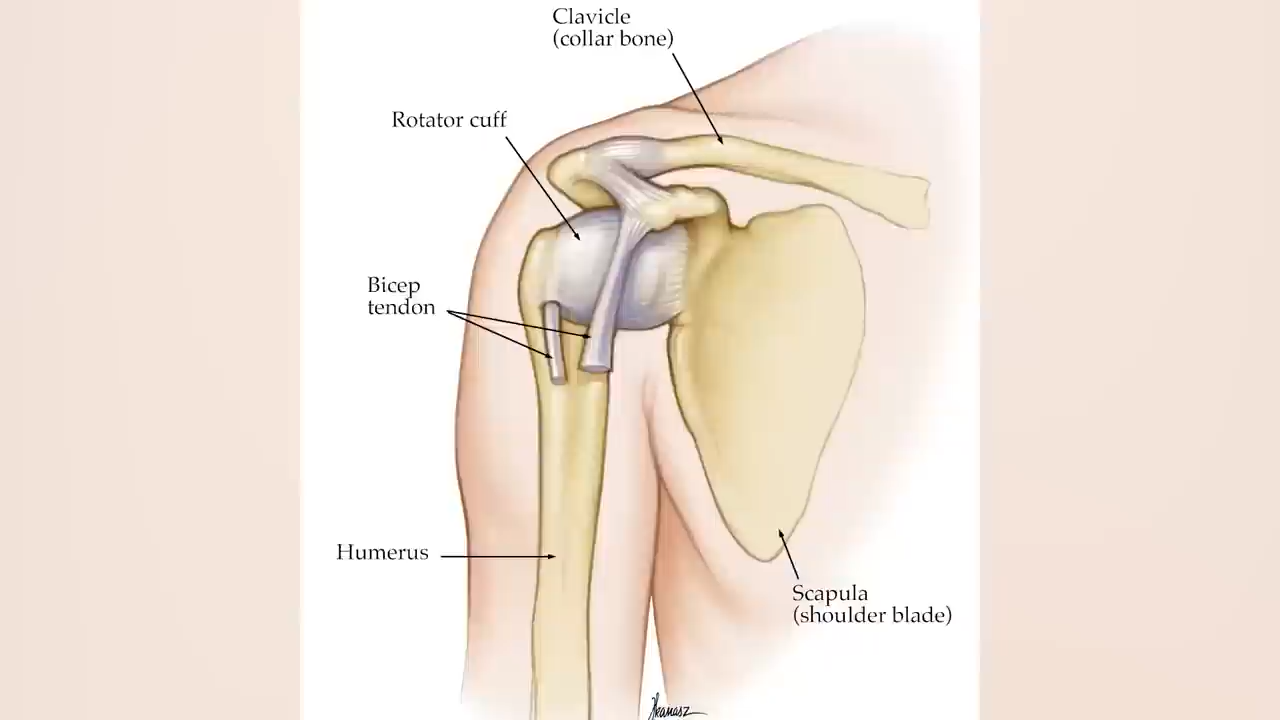 Clavicle
(collar bone)
Rotator cuff
Bicep
tendon
Humerus
Scapula
(shoulder blade)